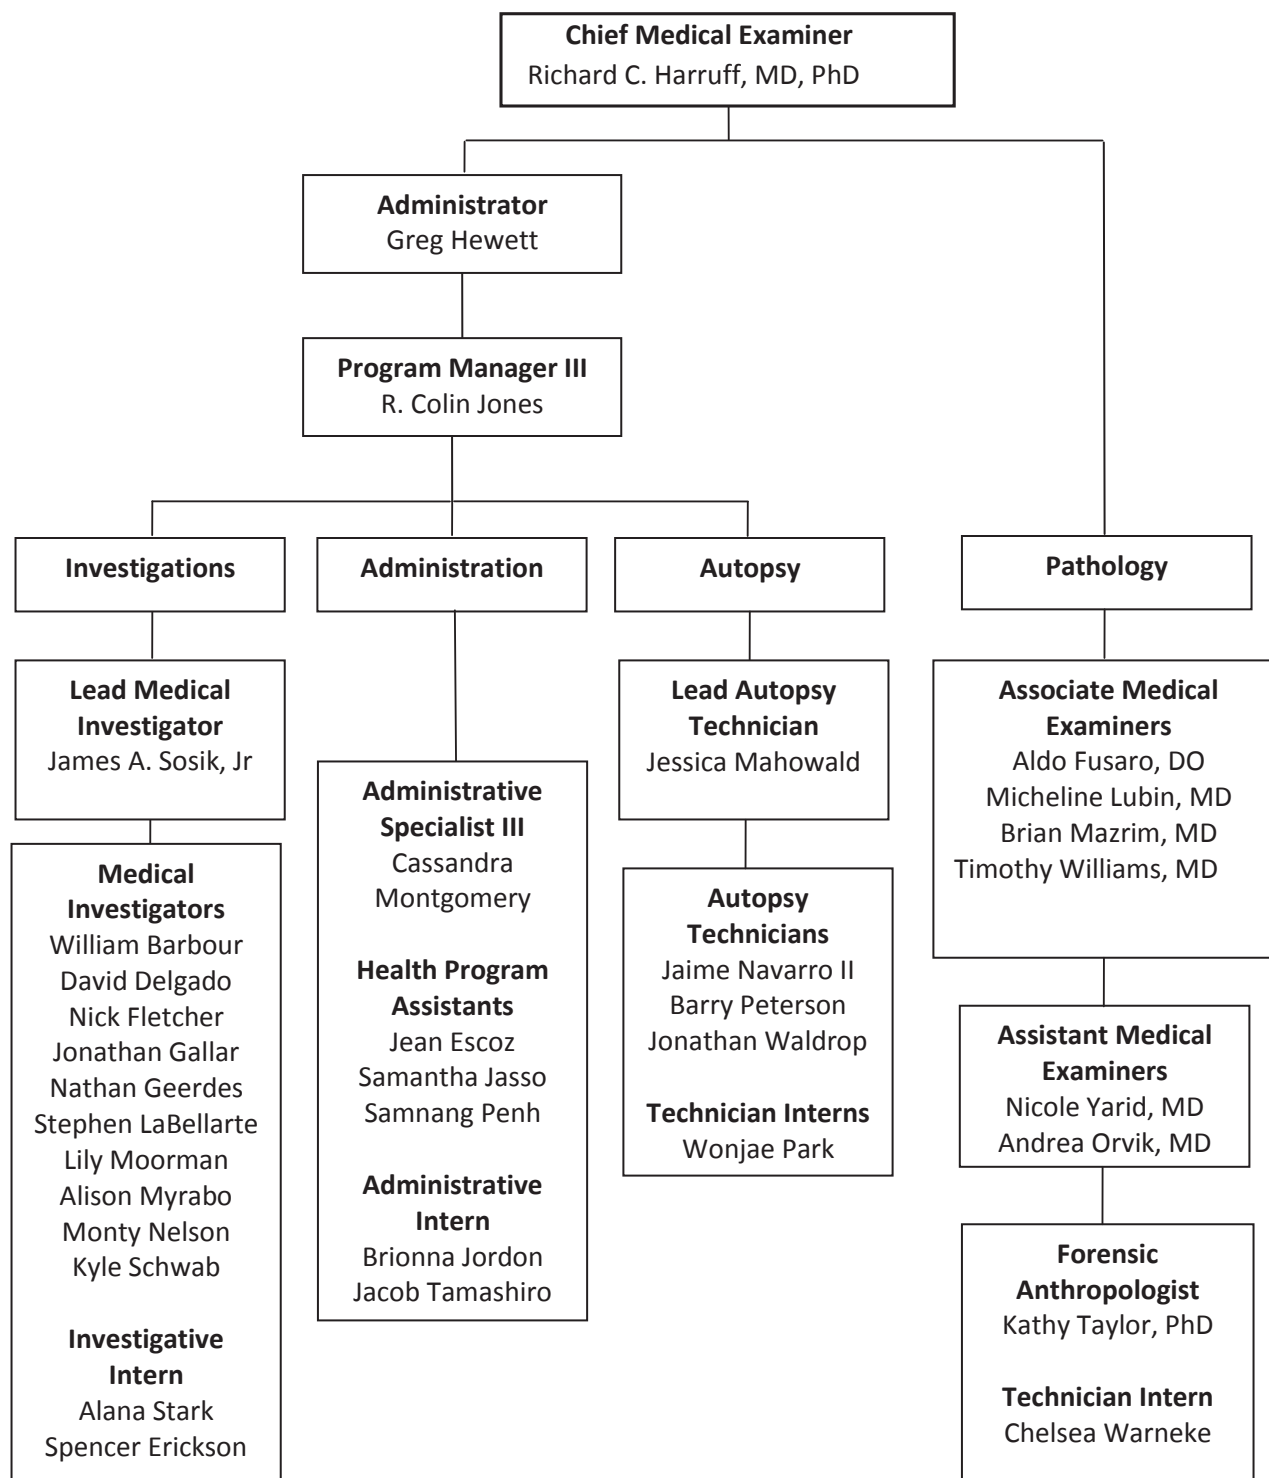 Chief Medical Examiner
Richard C. Harruff, MD, PhD
Administrator
Greg Hewett
Program Manager III
R. Colin Jones
Investigations
Administration
Autopsy
Pathology
Lead Medical
Investigator
James A. Sosik, Jr
Medical
Investigators
William Barbour
David Delgado
Nick Fletcher
Jonathan Gallar
Nathan Geerdes
Stephen LaBellarte
Lily Moorman
Alison Myrabo
Monty Nelson
Kyle Schwab
Investigative
Intern
Alana Stark
Spencer Erickson
Administrative
Specialist III
Cassandra
Montgomery
Health Program
Assistants
Jean Escoz
Samantha Jasso
Samnang Penh
Administrative
Intern
Brionna Jordon
Jacob Tamashiro
Lead Autopsy
Technician
Jessica Mahowald
Autopsy
Technicians
Jaime Navarro II
Barry Peterson
Jonathan Waldrop
Technician Interns
Wonjae Park
Associate Medical
Examiners
Aldo Fusaro, DO
Micheline Lubin, MD
Brian Mazrim, MD
Timothy Williams, MD
Assistant Medical
Examiners
Nicole Yarid, MD
Andrea Orvik, MD
Forensic
Anthropologist
Kathy Taylor, PhD
Technician Intern
Chelsea Warneke